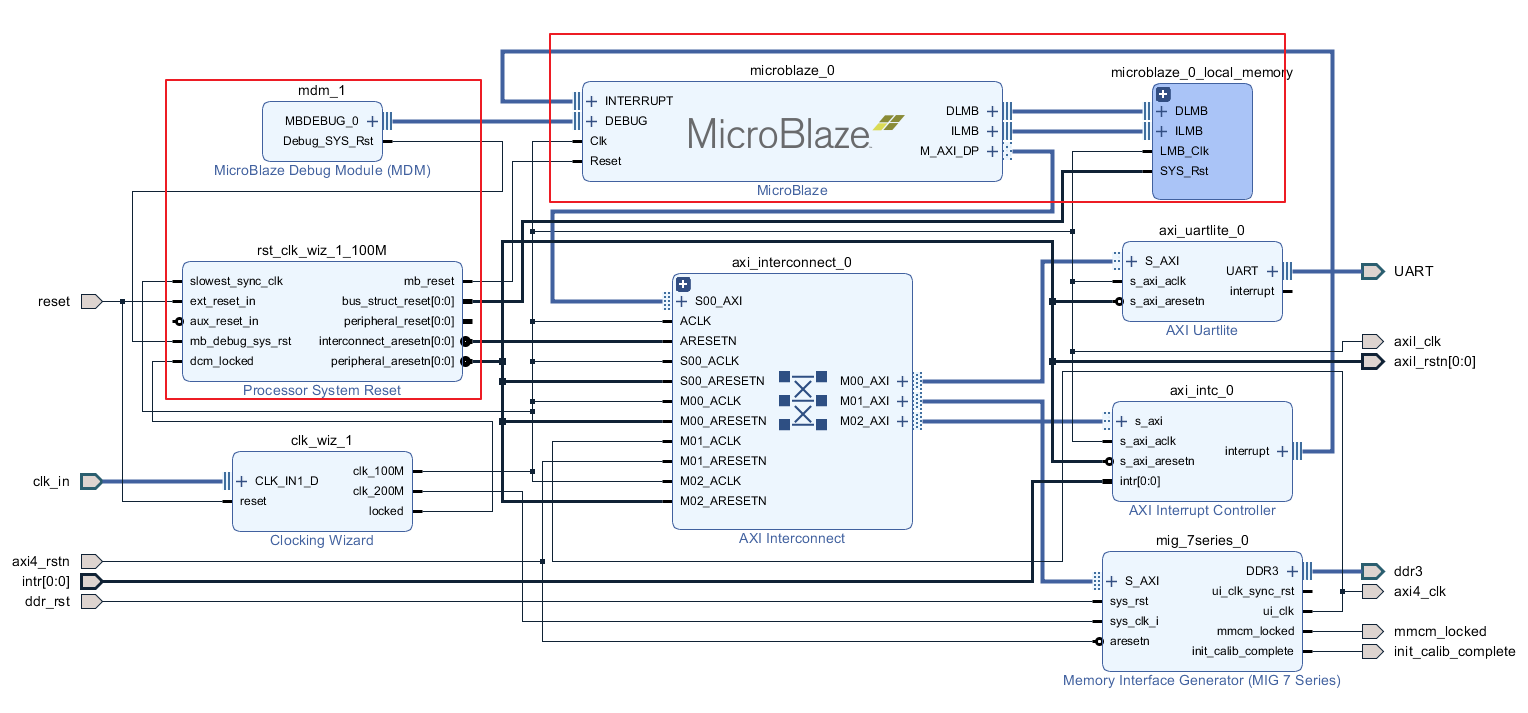 mdm_1
MBDEBUG_0
Debug_SYS_Rst
MicroBlaze Debug Module (MDM)
microblaze_0
INTERRUPT
DEBUG
Clk
Reset
MicroBlaze
DLMB
ILMB
M_AXI_DP
MicroBlaze
microblaze_0_local_memory
DLMB
ILMB
LMB_Clk
SYS_Rst
rst_clk_wiz_1_100M
slowest_sync_clk
ext_reset_in
aux_reset_in
mb_debug_sys_rst
dcm_locked
mb_reset
bus_struct_reset[0:0]
peripheral_reset[0:0]
interconnect_aresetn[0:0]
peripheral_aresetn[0:0]
Processor System Reset
reset
clk_in
axi4_rstn
intr[0:0]
ddr_rst
clk_wiz_1
CLK_IN1_D
reset
clk_100M
clk_200M
locked
Clocking Wizard
axi_interconnect_0
S00_AXI
ACLK
ARESETN
S00_ACLK
S00_ARESETN
M00_ACLK
M00_ARESETN
M01_ACLK
M01_ARESETN
M02_ACLK
M02_ARESETN
M00_AXI
M01_AXI
M02_AXI
AXI Interconnect
axi_uartlite_0
S_AXI
s_axi_aclk
s_axi_aresetn
UART
interrupt
AXI Uartlite
axi_intc_0
s_axi
s_axi_aclk
s_axi_aresetn
intr[0:0]
interrupt
AXI Interrupt Controller
mig_7series_0
S_AXI
sys_rst
sys_clk_i
aresetn
DDR3
ui_clk_sync_rst
ui_clk
mmcm_locked
init_calib_complete
Memory Interface Generator (MIG 7 Series)
UART
axil_clk
axil_rstn[0:0]
ddr3
axi4_clk
mmcm_locked
init_calib_complete